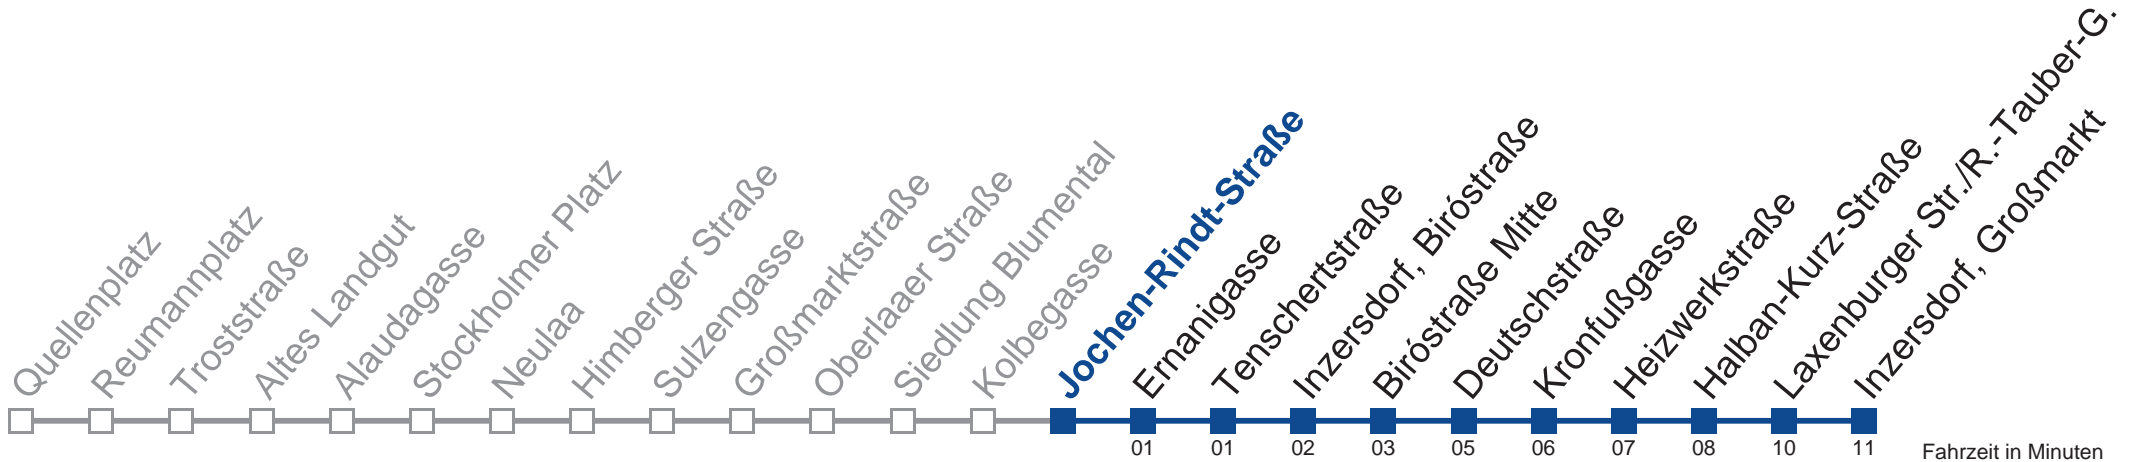 Quellenplatz
Reumannplatz
Troststraße
Altes Landgut
Alaudagasse
Stockholmer Platz
Neulaa
Himberger Straße
Sulzengasse
Großmarktstraße
Oberlaaer Straße
Siedlung Blumental
Kolbegasse
Jochen-Rindt-Straße
Ernanigasse
Tenschertstraße
Inzersdorf, Biróstraße
Biróstraße Mitte
Deutschstraße
Kronfußgasse
Heizwerkstraße
Halban-Kurz-Straße
Laxenburger Str./R.-Tauber-G.
Inzersdorf, Großmarkt
01 01 02 03 05 06 07 08 10 11
Fahrzeit in Minuten